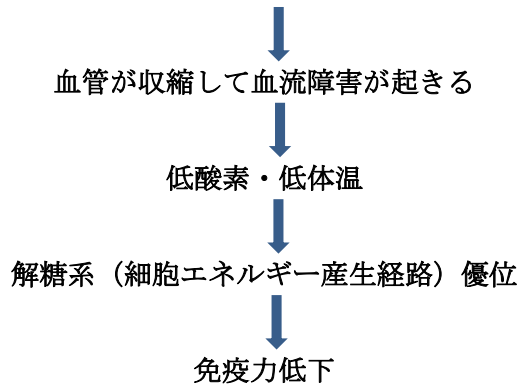 血管が収縮して血流障害が起きる
低酸素・低体温
解糖系（細胞エネルギー産生経路）優位
免疫力低下